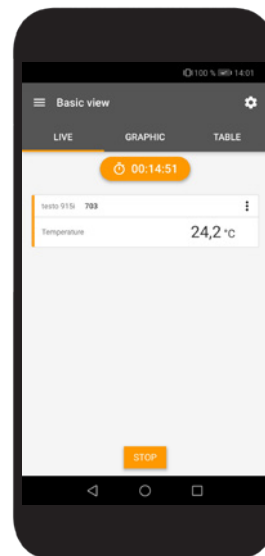 100 % 14:01
Basic view
LIVE GRAPHIC TABLE
00:14:51
testo 915i 703
Temperature 24,2 °C
STOP